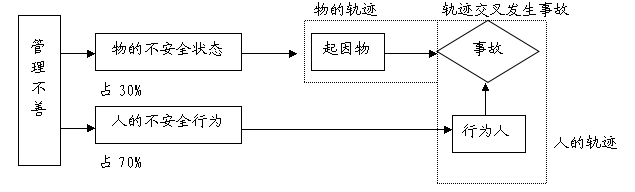 物的轨迹
轨迹交叉发生事故
管理不善
物的不安全状态
起因物
事故
占 30%
人的不安全行为
行为人
人的轨迹
占 70%